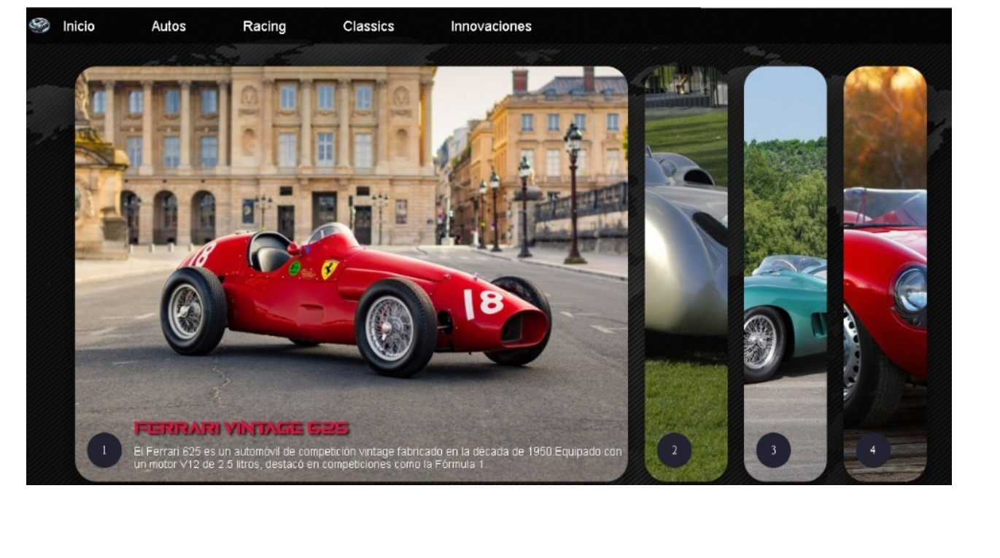 Inicio Autos Racing Classics Innovaciones
18
18
FERRARI VINTAGE 625
1
El Ferrari 625 es un automóvil de competición vintage fabricado en la década de 1950.Equipado con
un motor V12 de 2.5 litros, destacó en competiciones como la Fórmula 1.
2
3
4